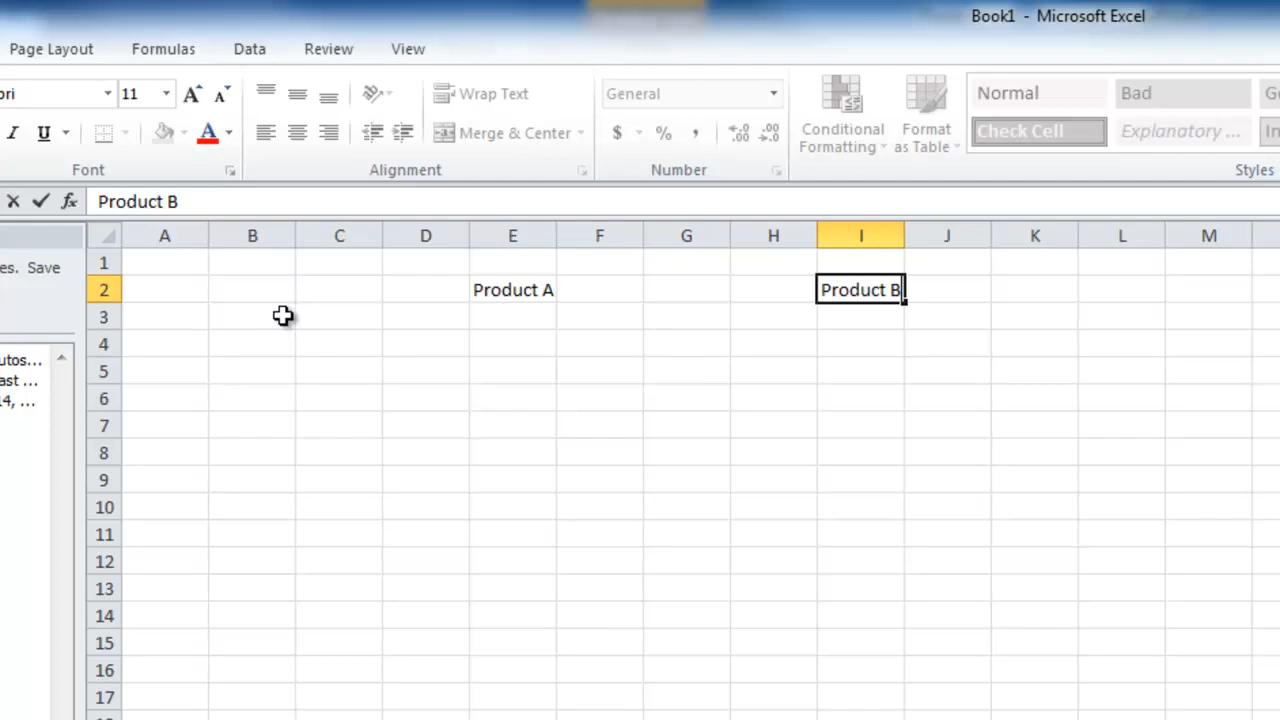 Book1 - Microsoft Excel
Page Layout Formulas Data Review View
11 A A Wrap Text General Normal Bad
I U A Merge & Center $ % , Conditional Formatting Format as Table Check Cell Explanatory ...
Font Alignment Number Styles
fx Product B
A B C D E F G H I J K L M
es. Save
1
2 Product A Product B
3
4
utos...
5
ast ...
6
14, ...
7
8
9
10
11
12
13
14
15
16
17